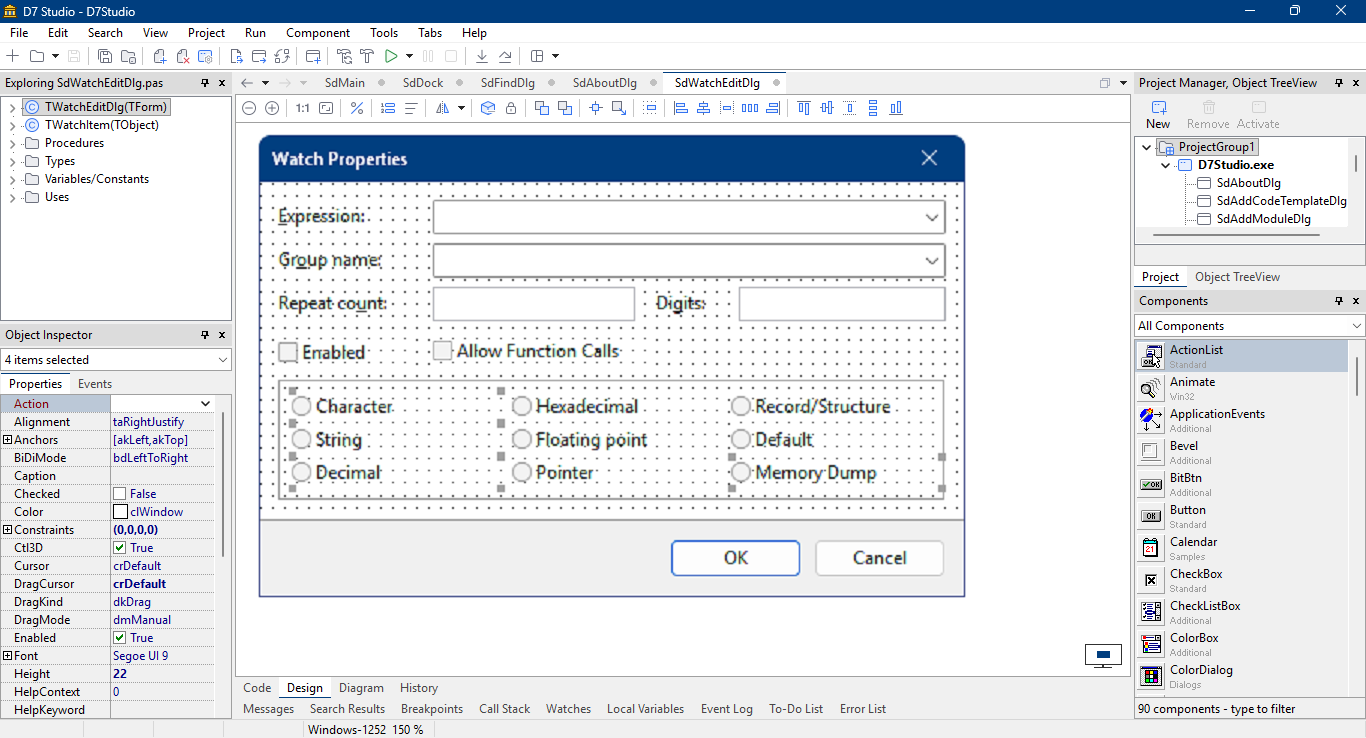 D7 Studio - D7Studio
File Edit Search View Project Run Component Tools Tabs Help
Exploring SdWatchEditDlg.pas
TWatchEditDlg(TForm)
TWatchItem(TObject)
Procedures
Types
Variables/Constants
Uses
Object Inspector
4 items selected
Properties Events
Action
Alignment taRightJustify
Anchors [akLeft,akTop]
BiDiMode bdLeftToRight
Caption
Checked False
Color clWindow
Constraints (0,0,0,0)
Ctl3D True
Cursor crDefault
DragCursor crDefault
DragKind dkDrag
DragMode dmManual
Enabled True
Font Segoe UI 9
Height 22
HelpContext 0
HelpKeyword
SdMain SdDock SdFindDlg SdAboutDlg SdWatchEditDlg
1:1
Watch Properties
Expression:
Group name:
Repeat count: Digits:
Enabled Allow Function Calls
Character Hexadecimal Record/Structure
String Floating point Default
Decimal Pointer Memory Dump
OK Cancel
Code Design Diagram History
Messages Search Results Breakpoints Call Stack Watches Local Variables Event Log To-Do List Error List
Windows-1252 150 %
Project Manager, Object TreeView
New Remove Activate
ProjectGroup1
D7Studio.exe
SdAboutDlg
SdAddCodeTemplateDlg
SdAddModuleDlg
Project Object TreeView
Components
All Components
ActionList
Standard
Animate
Win32
ApplicationEvents
Additional
Bevel
Additional
BitBtn
Additional
Button
Standard
Calendar
Samples
CheckBox
Standard
CheckListBox
Additional
ColorBox
Additional
ColorDialog
Dialogs
90 components - type to filter